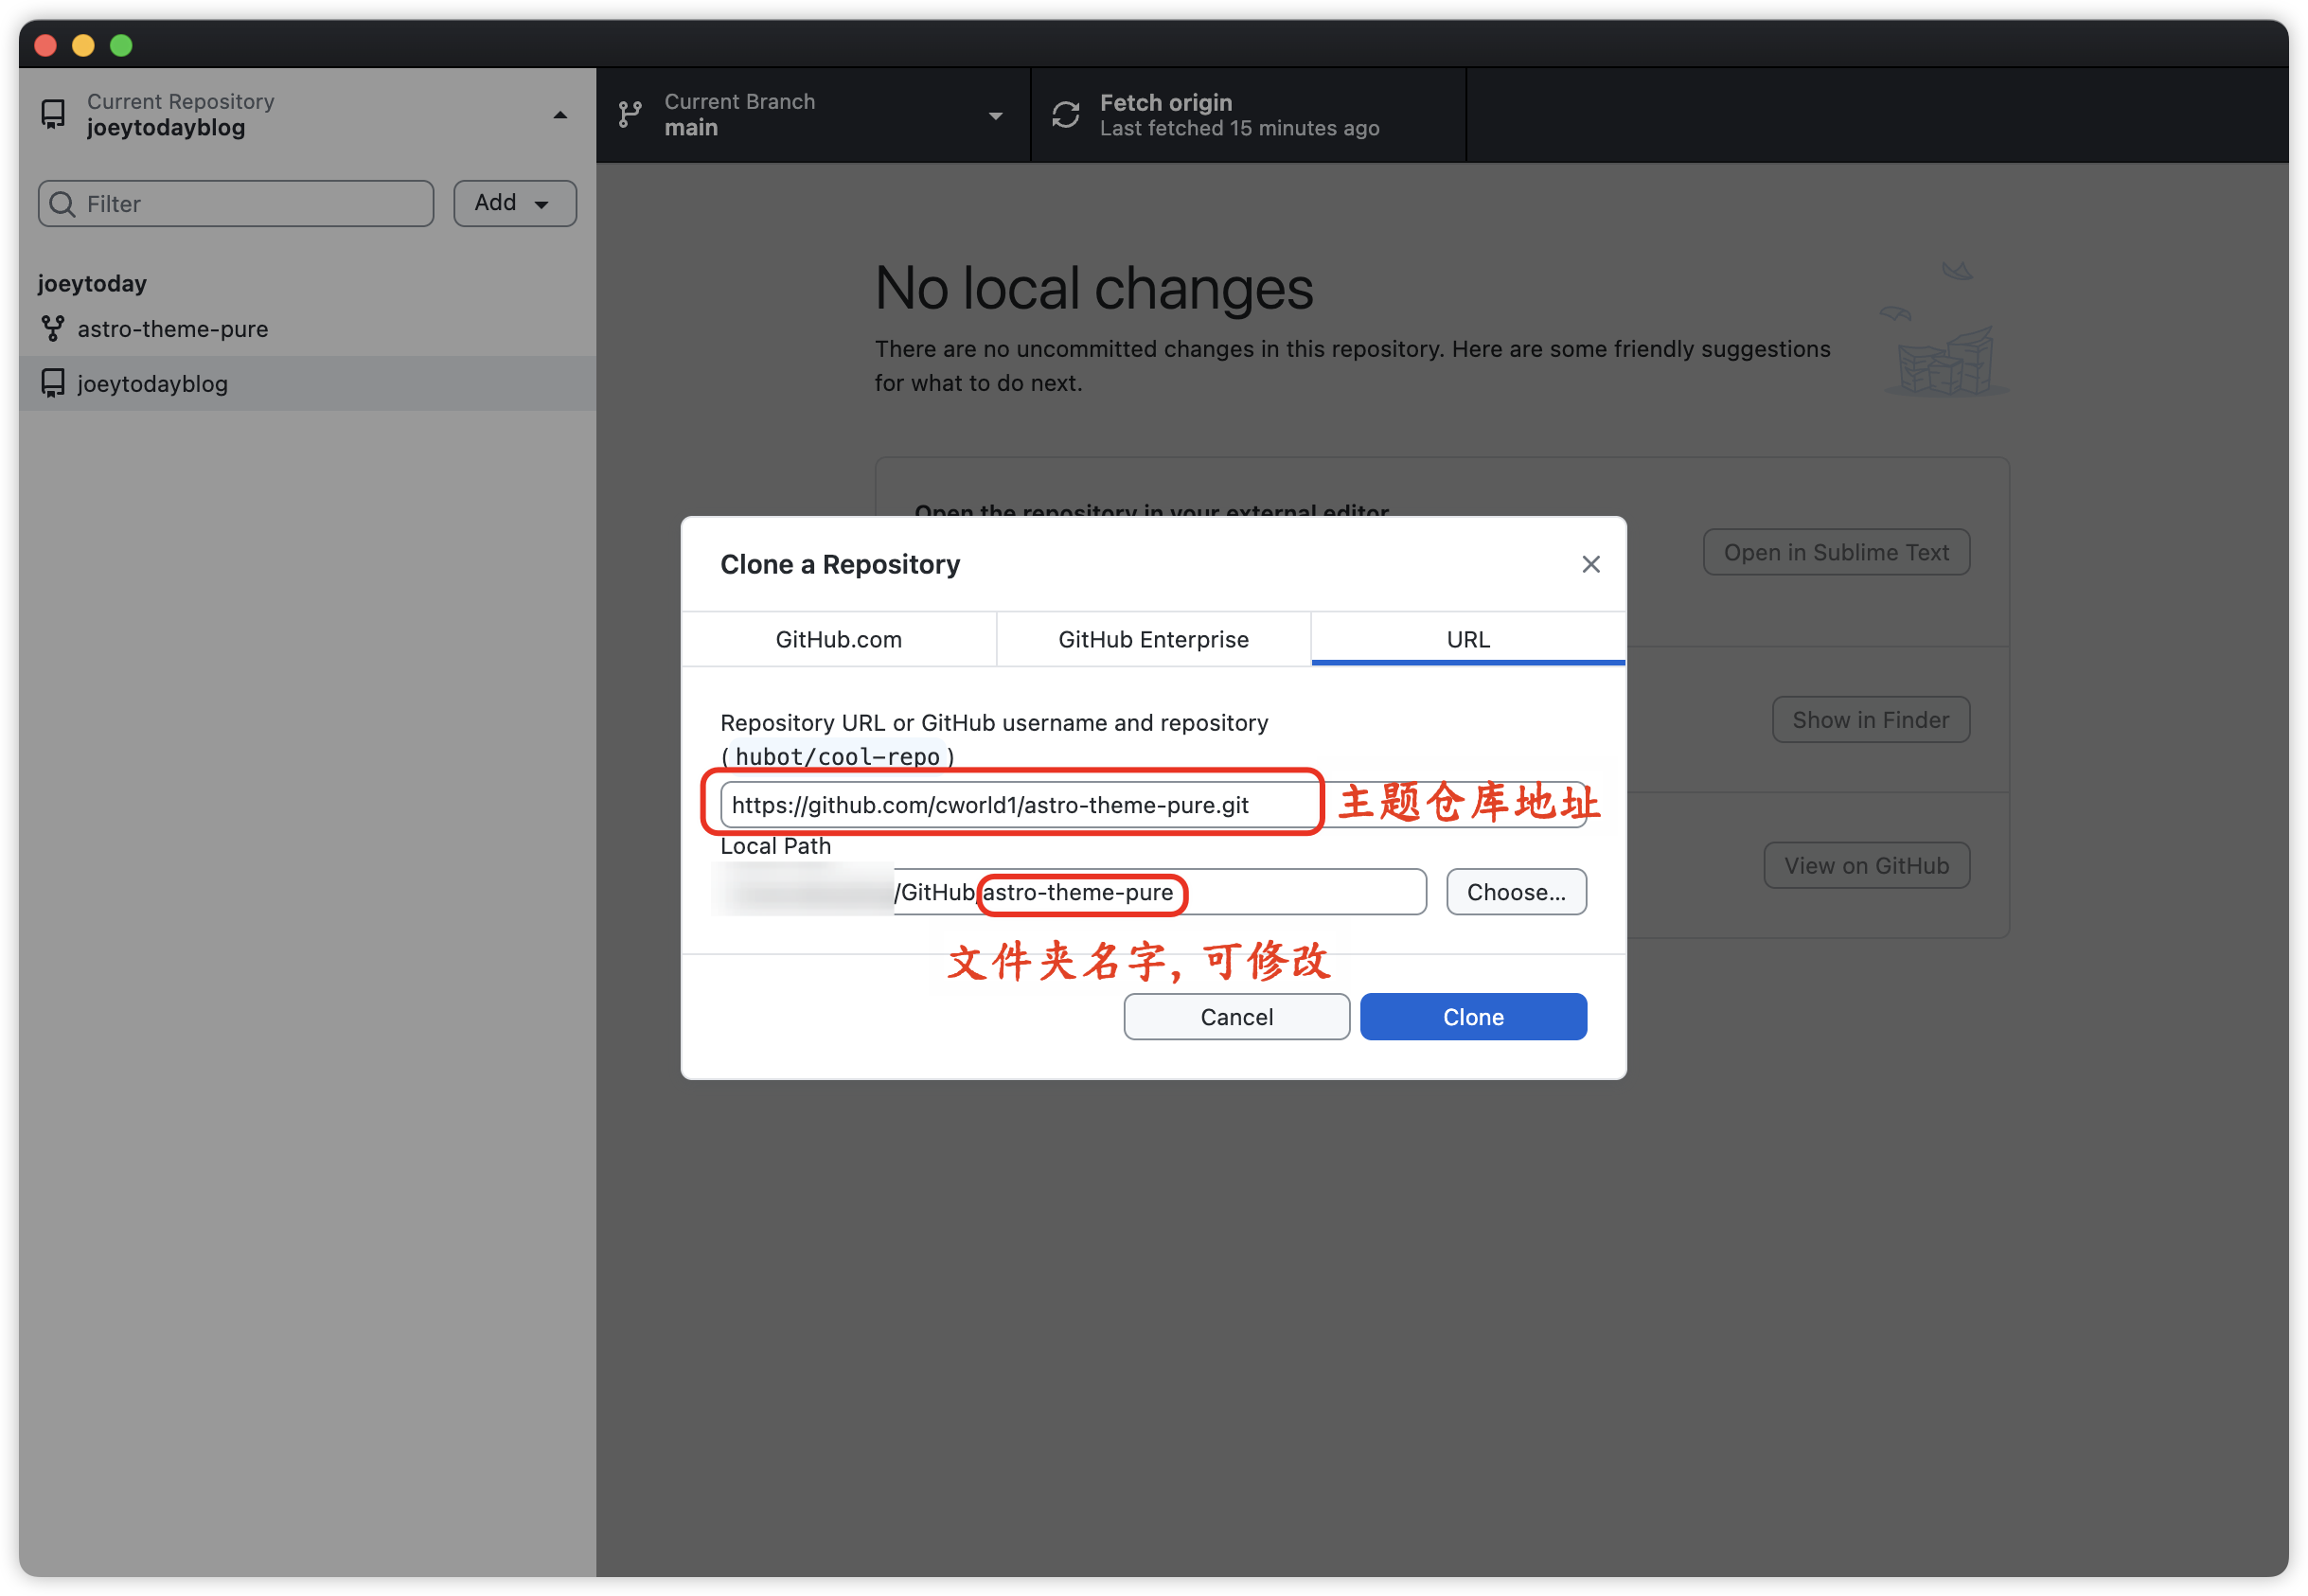 Current Repository
joeytodayblog
Current Branch
main
Fetch origin
Last fetched 15 minutes ago
Filter
Add
joeytoday
astro-theme-pure
joeytodayblog
No local changes
There are no uncommitted changes in this repository. Here are some friendly suggestions
for what to do next.
Open the repository in your external editor
Open in Sublime Text
Show in Finder
View on GitHub
Clone a Repository
GitHub.com
GitHub Enterprise
URL
Repository URL or GitHub username and repository
(hubot/cool-repo)
https://github.com/cworld1/astro-theme-pure.git
主题仓库地址
Local Path
/GitHub/astro-theme-pure
Choose...
文件夹名字，可修改
Cancel
Clone